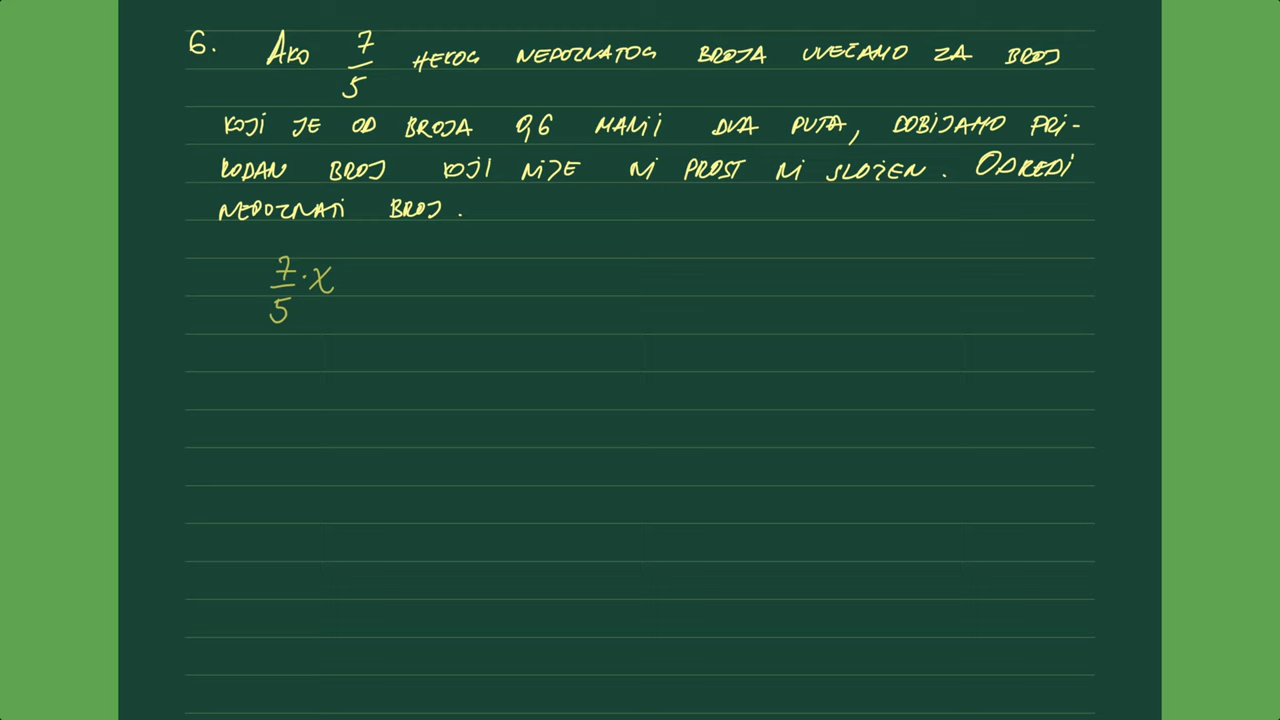 6. AKO 7/5 NEKOG NEPOZNATOG BROJA UVEĆAMO ZA BROJ
KOJI JE OD BROJA 0,6 MANJI DVA PUTA, DOBIJAMO PRI-
RODAN BROJ KOJI NIJE NI PROST NI SLOŽEN. ODREDI
NEPOZNATI BROJ.
7/5 · x